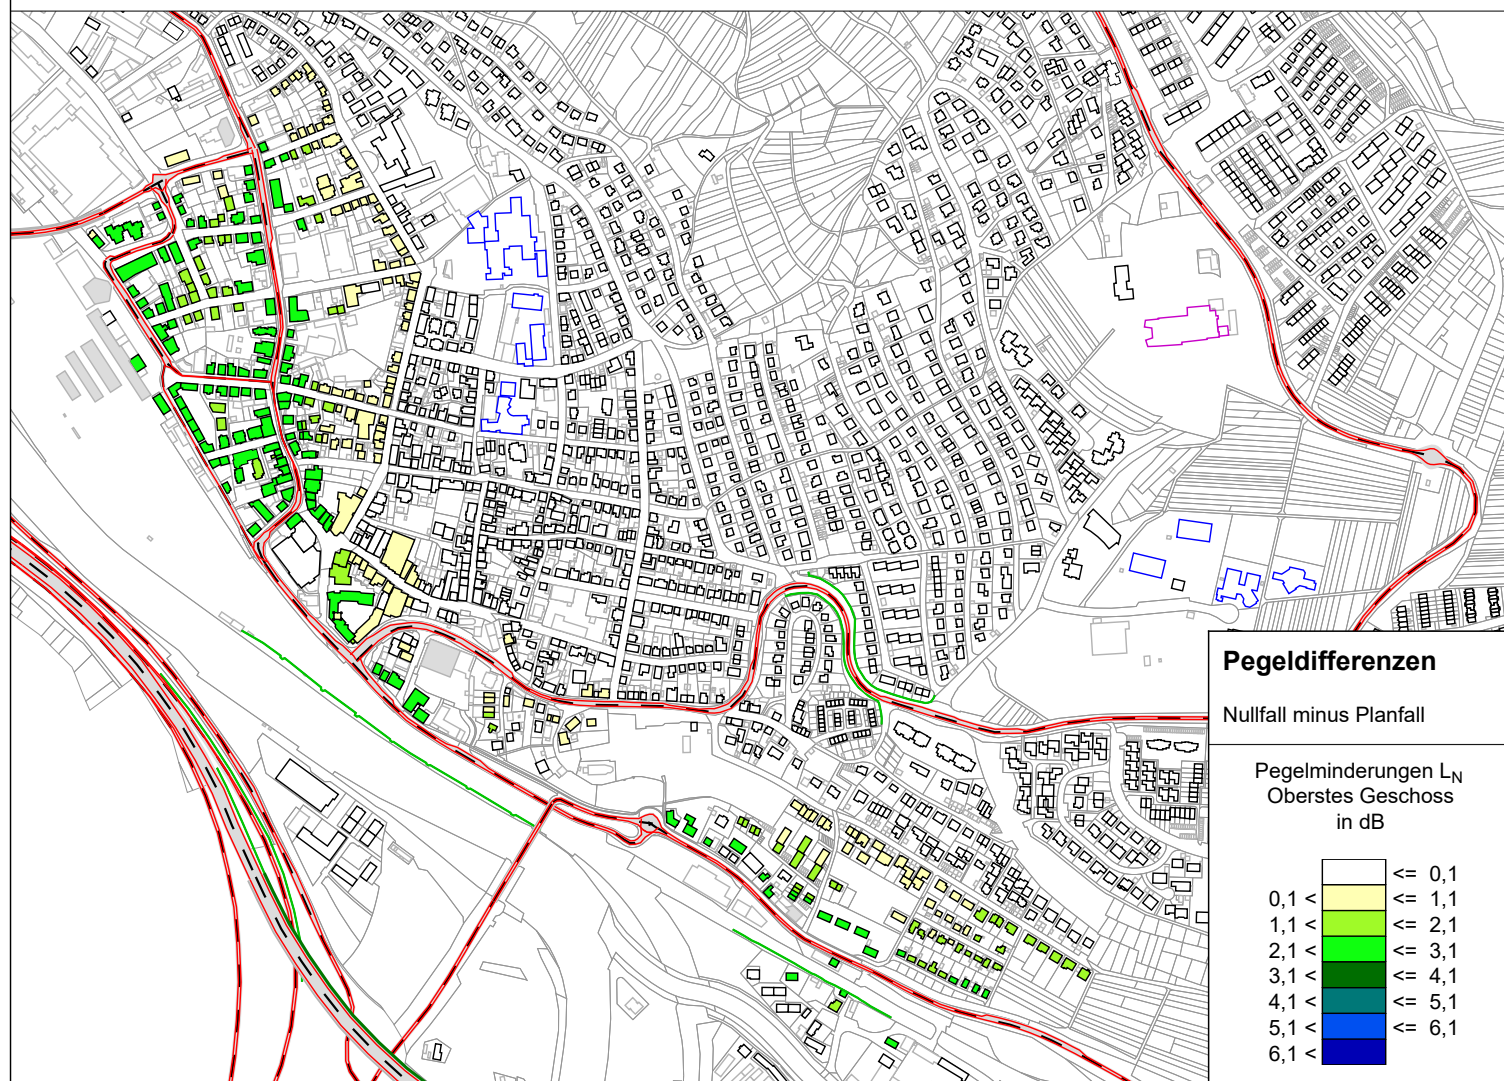 Pegeldifferenzen
Nullfall minus Planfall
Pegelminderungen L_N
Oberstes Geschoss
in dB
<= 0,1
0,1 < <= 1,1
1,1 < <= 2,1
2,1 < <= 3,1
3,1 < <= 4,1
4,1 < <= 5,1
5,1 < <= 6,1
6,1 <